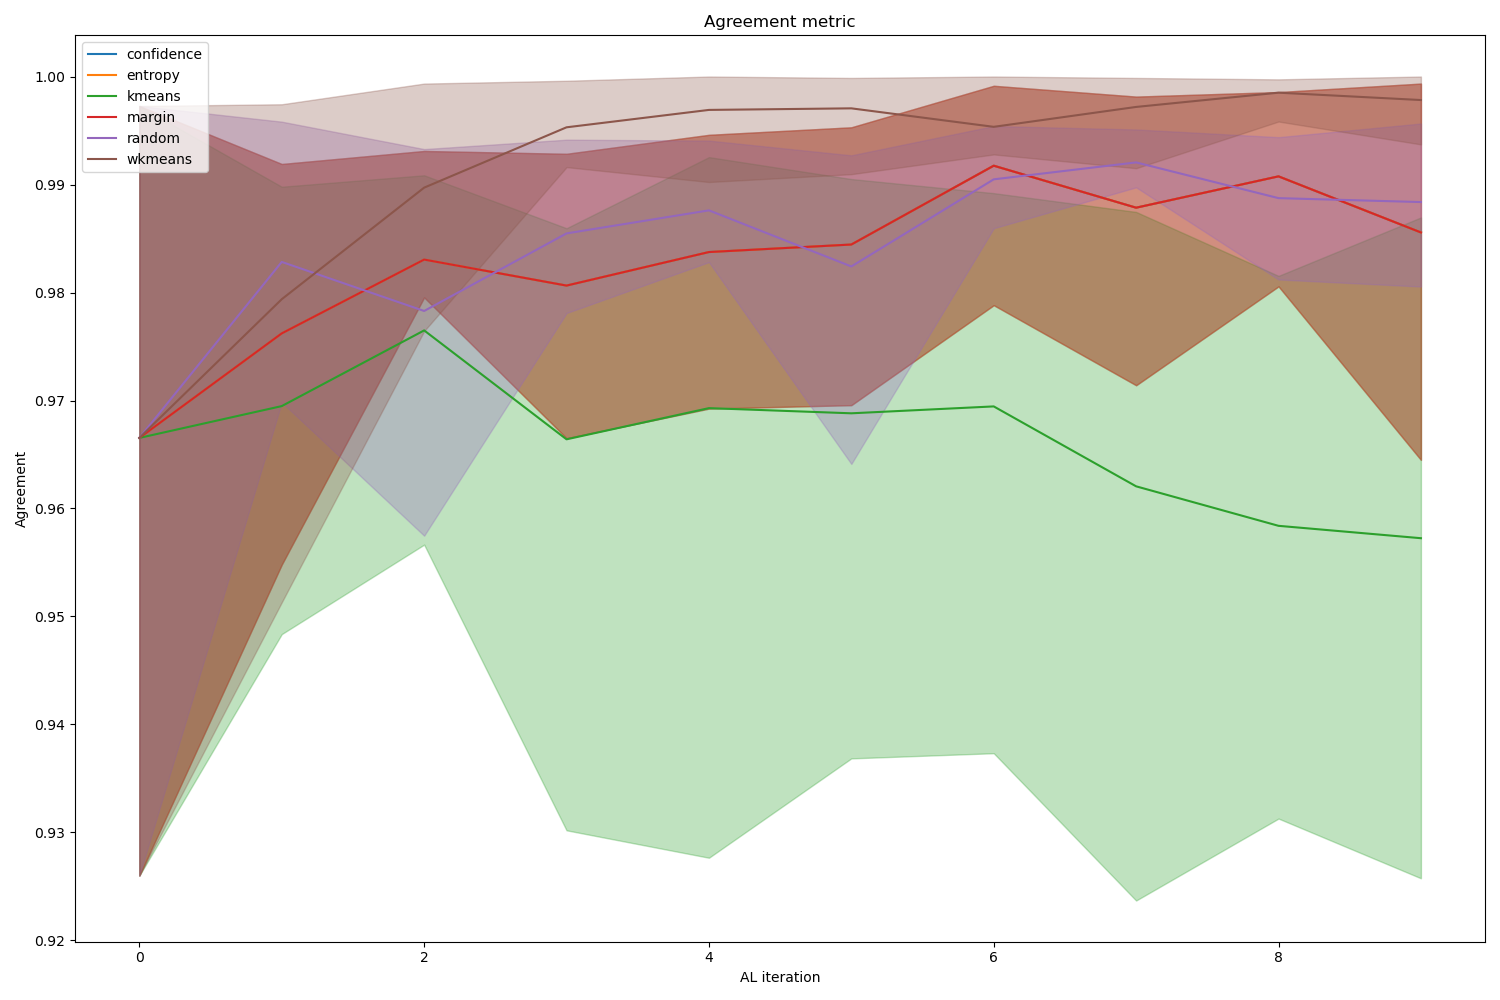 Agreement metric
confidence
entropy
kmeans
margin
random
wkmeans
1.00
0.99
0.98
0.97
0.96
0.95
0.94
0.93
0.92
Agreement
0 2 4 6 8
AL iteration